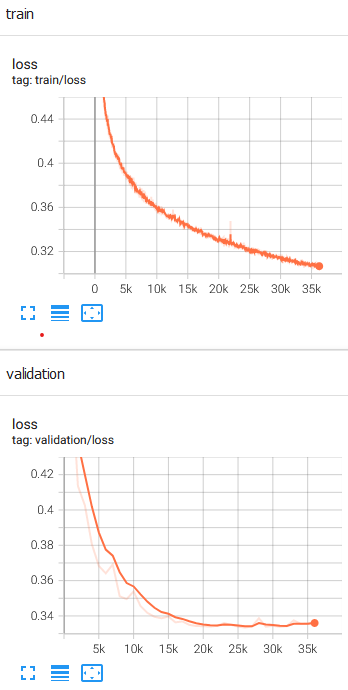 train
loss
tag: train/loss
0.44
0.4
0.36
0.32
0 5k 10k 15k 20k 25k 30k 35k
validation
loss
tag: validation/loss
0.42
0.4
0.38
0.36
0.34
5k 10k 15k 20k 25k 30k 35k